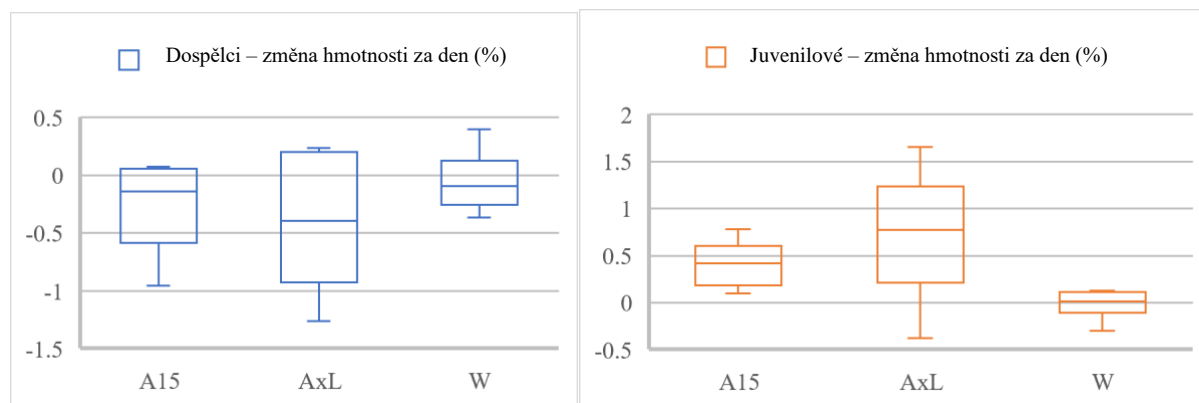 Dospělci – změna hmotnosti za den (%)
0.5
0
-0.5
-1
-1.5
A15 AxL W
Juvenilové – změna hmotnosti za den (%)
2
1.5
1
0.5
0
-0.5
A15 AxL W